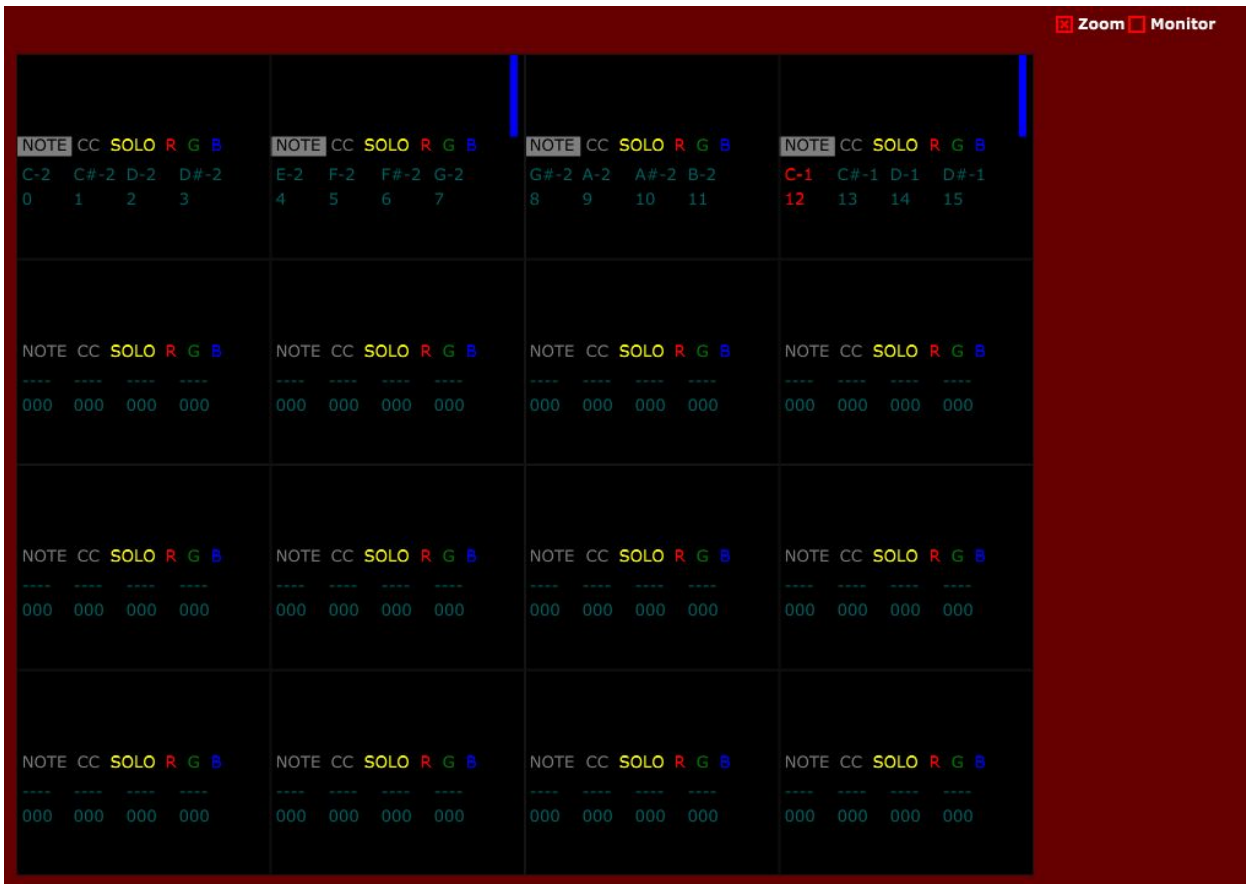 Zoom Monitor
NOTE CC SOLO R G B NOTE CC SOLO R G B NOTE CC SOLO R G B NOTE CC SOLO R G B
C-2 C#-2 D-2 D#-2 E-2 F-2 F#-2 G-2 G#-2 A-2 A#-2 B-2 C-1 C#-1 D-1 D#-1
0 1 2 3 4 5 6 7 8 9 10 11 12 13 14 15
NOTE CC SOLO R G B NOTE CC SOLO R G B NOTE CC SOLO R G B NOTE CC SOLO R G B
---- ---- ---- ---- ---- ---- ---- ---- ---- ---- ---- ---- ---- ---- ---- ----
000 000 000 000 000 000 000 000 000 000 000 000 000 000 000 000
NOTE CC SOLO R G B NOTE CC SOLO R G B NOTE CC SOLO R G B NOTE CC SOLO R G B
---- ---- ---- ---- ---- ---- ---- ---- ---- ---- ---- ---- ---- ---- ---- ----
000 000 000 000 000 000 000 000 000 000 000 000 000 000 000 000
NOTE CC SOLO R G B NOTE CC SOLO R G B NOTE CC SOLO R G B NOTE CC SOLO R G B
---- ---- ---- ---- ---- ---- ---- ---- ---- ---- ---- ---- ---- ---- ---- ----
000 000 000 000 000 000 000 000 000 000 000 000 000 000 000 000